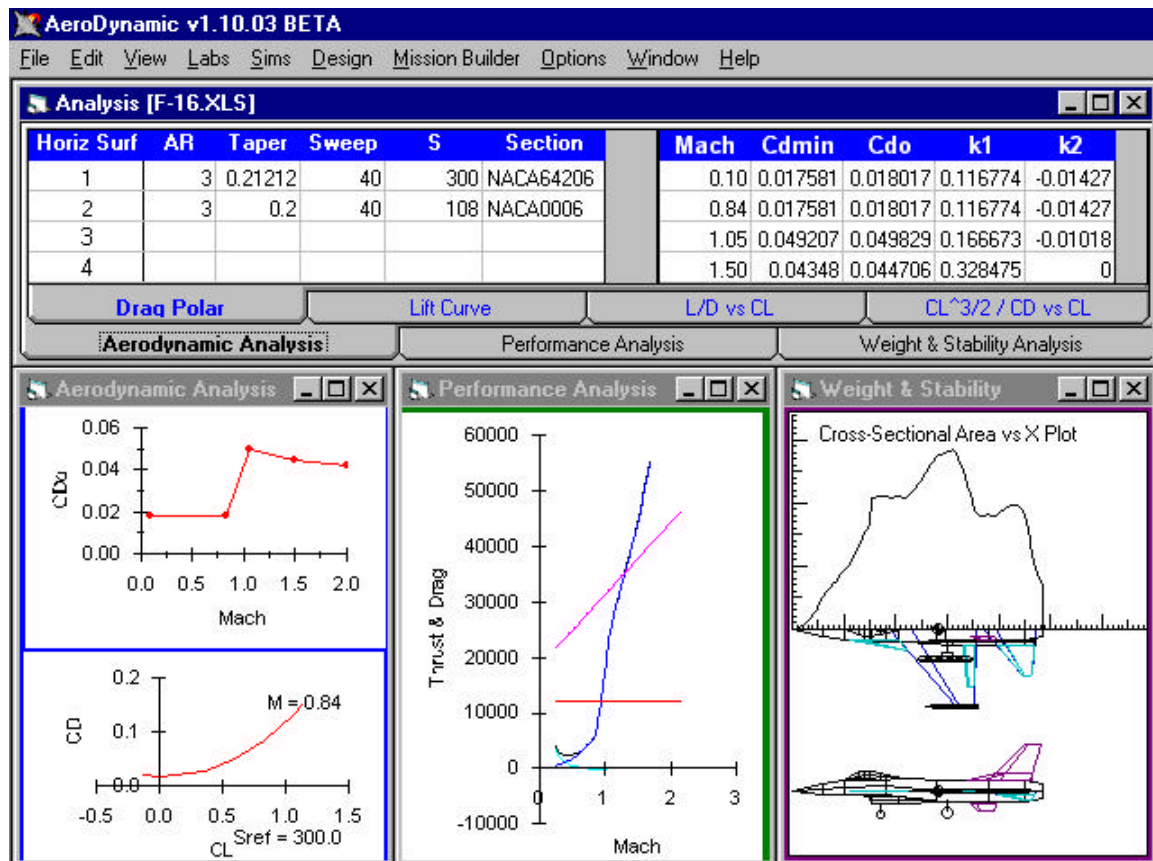 AeroDynamic v1.10.03 BETA
File Edit View Labs Sims Design Mission Builder Options Window Help
Analysis [F-16.XLS]
Horiz Surf AR Taper Sweep S Section
1 3 0.21212 40 300 NACA64206
2 3 0.2 40 108 NACA0006
3
4
Mach Cdmin Cdo k1 k2
0.10 0.017581 0.018017 0.116774 -0.01427
0.84 0.017581 0.018017 0.116774 -0.01427
1.05 0.049207 0.049829 0.166673 -0.01018
1.50 0.04348 0.044706 0.328475 0
Drag Polar Lift Curve L/D vs CL CL^3/2 / CD vs CL
Aerodynamic Analysis Performance Analysis Weight & Stability Analysis
Aerodynamic Analysis
0.06
0.04
0.02
0.00
CDo
0.0 0.5 1.0 1.5 2.0
Mach
0.2
0.1
0.0
CD
M = 0.84
-0.5 0.0 0.5 1.0 1.5
CL
Sref = 300.0
Performance Analysis
60000
50000
40000
30000
20000
10000
0
-10000
Thrust & Drag
0 1 2 3
Mach
Weight & Stability
Cross-Sectional Area vs X Plot